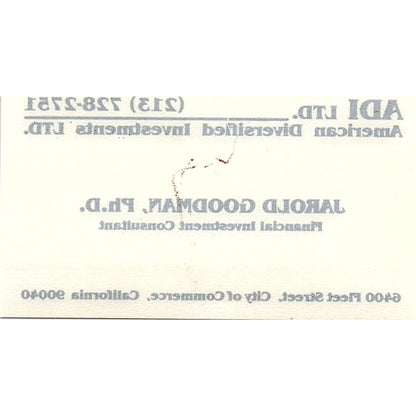 ADI LTD. (213) 728-2751
American Diversified Investments LTD.
JAROLD GOODMAN, Ph.D.
Financial Investment Consultant
6400 Fleet Street, City of Commerce, California 90040